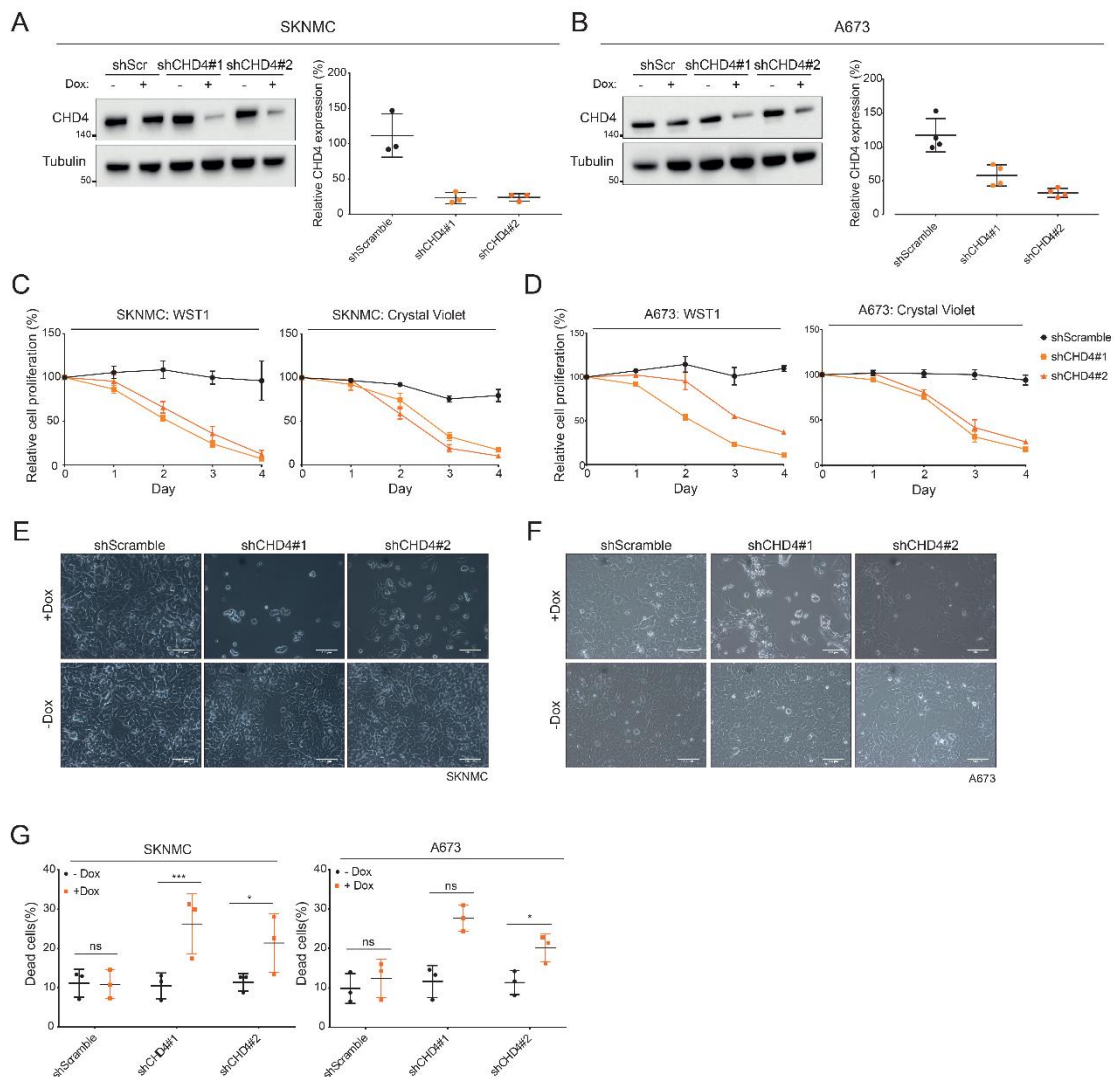 A
SKNMC
shScr shCHD4#1 shCHD4#2
Dox: - + - + - +
CHD4
140
Tubulin
50
Relative CHD4 expression (%)
200
150
100
50
0
shScramble
shCHD4#1
shCHD4#2
B
A673
shScr shCHD4#1 shCHD4#2
Dox: - + - + - +
CHD4
140
Tubulin
50
Relative CHD4 expression (%)
200
150
100
50
0
shScramble
shCHD4#1
shCHD4#2
C
SKNMC: WST1
Relative cell proliferation (%)
150
100
50
0
0 1 2 3 4
Day
SKNMC: Crystal Violet
150
100
50
0
0 1 2 3 4
Day
D
A673: WST1
Relative cell proliferation (%)
150
100
50
0
0 1 2 3 4
Day
A673: Crystal Violet
150
100
50
0
0 1 2 3 4
Day
shScramble
shCHD4#1
shCHD4#2
E
shScramble shCHD4#1 shCHD4#2
+Dox
-Dox
SKNMC
F
shScramble shCHD4#1 shCHD4#2
+Dox
-Dox
A673
G
SKNMC
Dead cells(%)
40
30
20
10
0
- Dox
+Dox
ns
***
*
shScramble
shCHD4#1
shCHD4#2
A673
Dead cells(%)
40
30
20
10
0
- Dox
+ Dox
ns
ns
*
shScramble
shCHD4#1
shCHD4#2